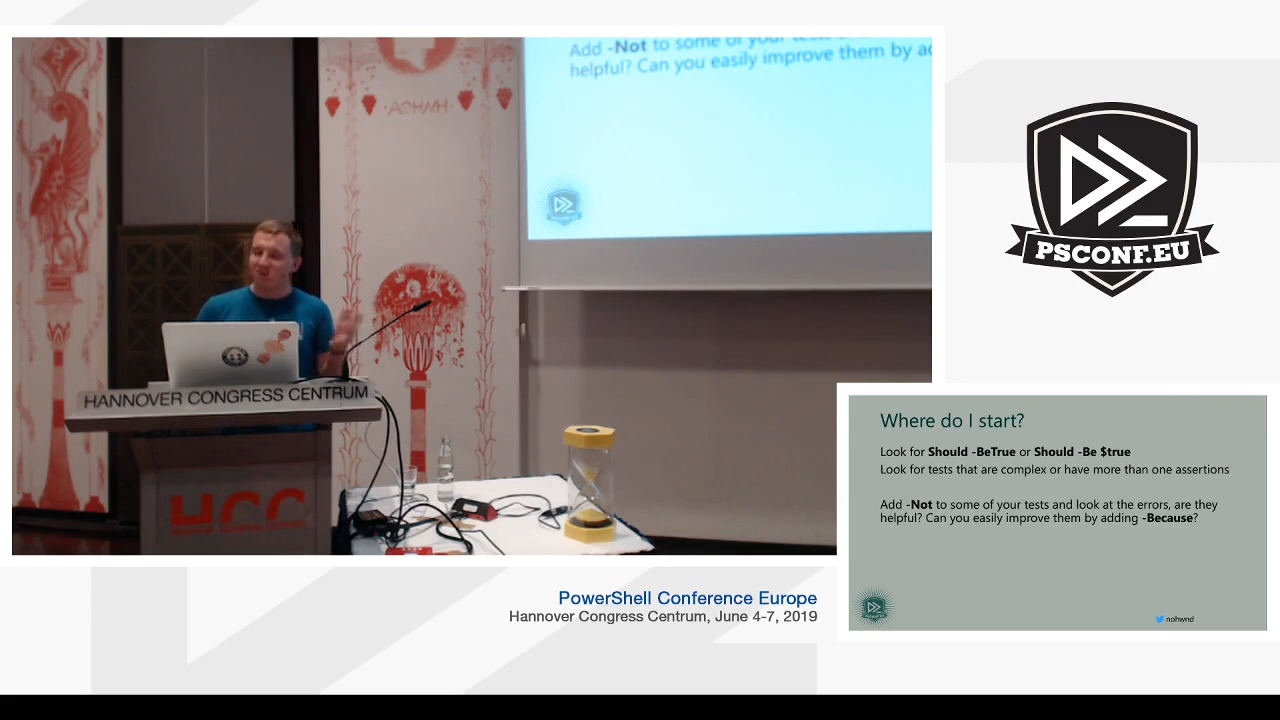 Add -Not to some of your tests
helpful? Can you easily improve them by
HANNOVER CONGRESS CENTRUM
HCC
PSCONF.EU
Where do I start?
Look for Should -BeTrue or Should -Be $true
Look for tests that are complex or have more than one assertions
Add -Not to some of your tests and look at the errors, are they
helpful? Can you easily improve them by adding -Because?
nohwnd
PowerShell Conference Europe
Hannover Congress Centrum, June 4-7, 2019